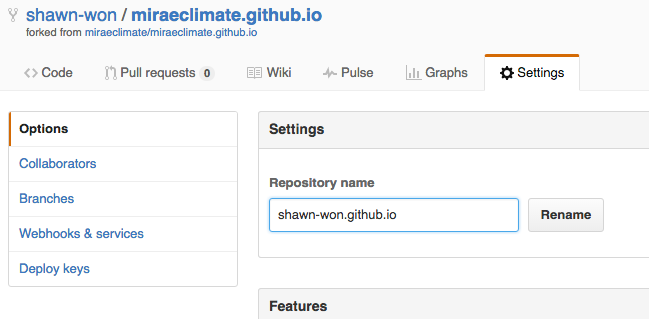 shawn-won / miraeclimate.github.io
forked from miraeclimate/miraeclimate.github.io
Code Pull requests 0 Wiki Pulse Graphs Settings
Options
Collaborators
Branches
Webhooks & services
Deploy keys
Settings
Repository name
shawn-won.github.io Rename
Features